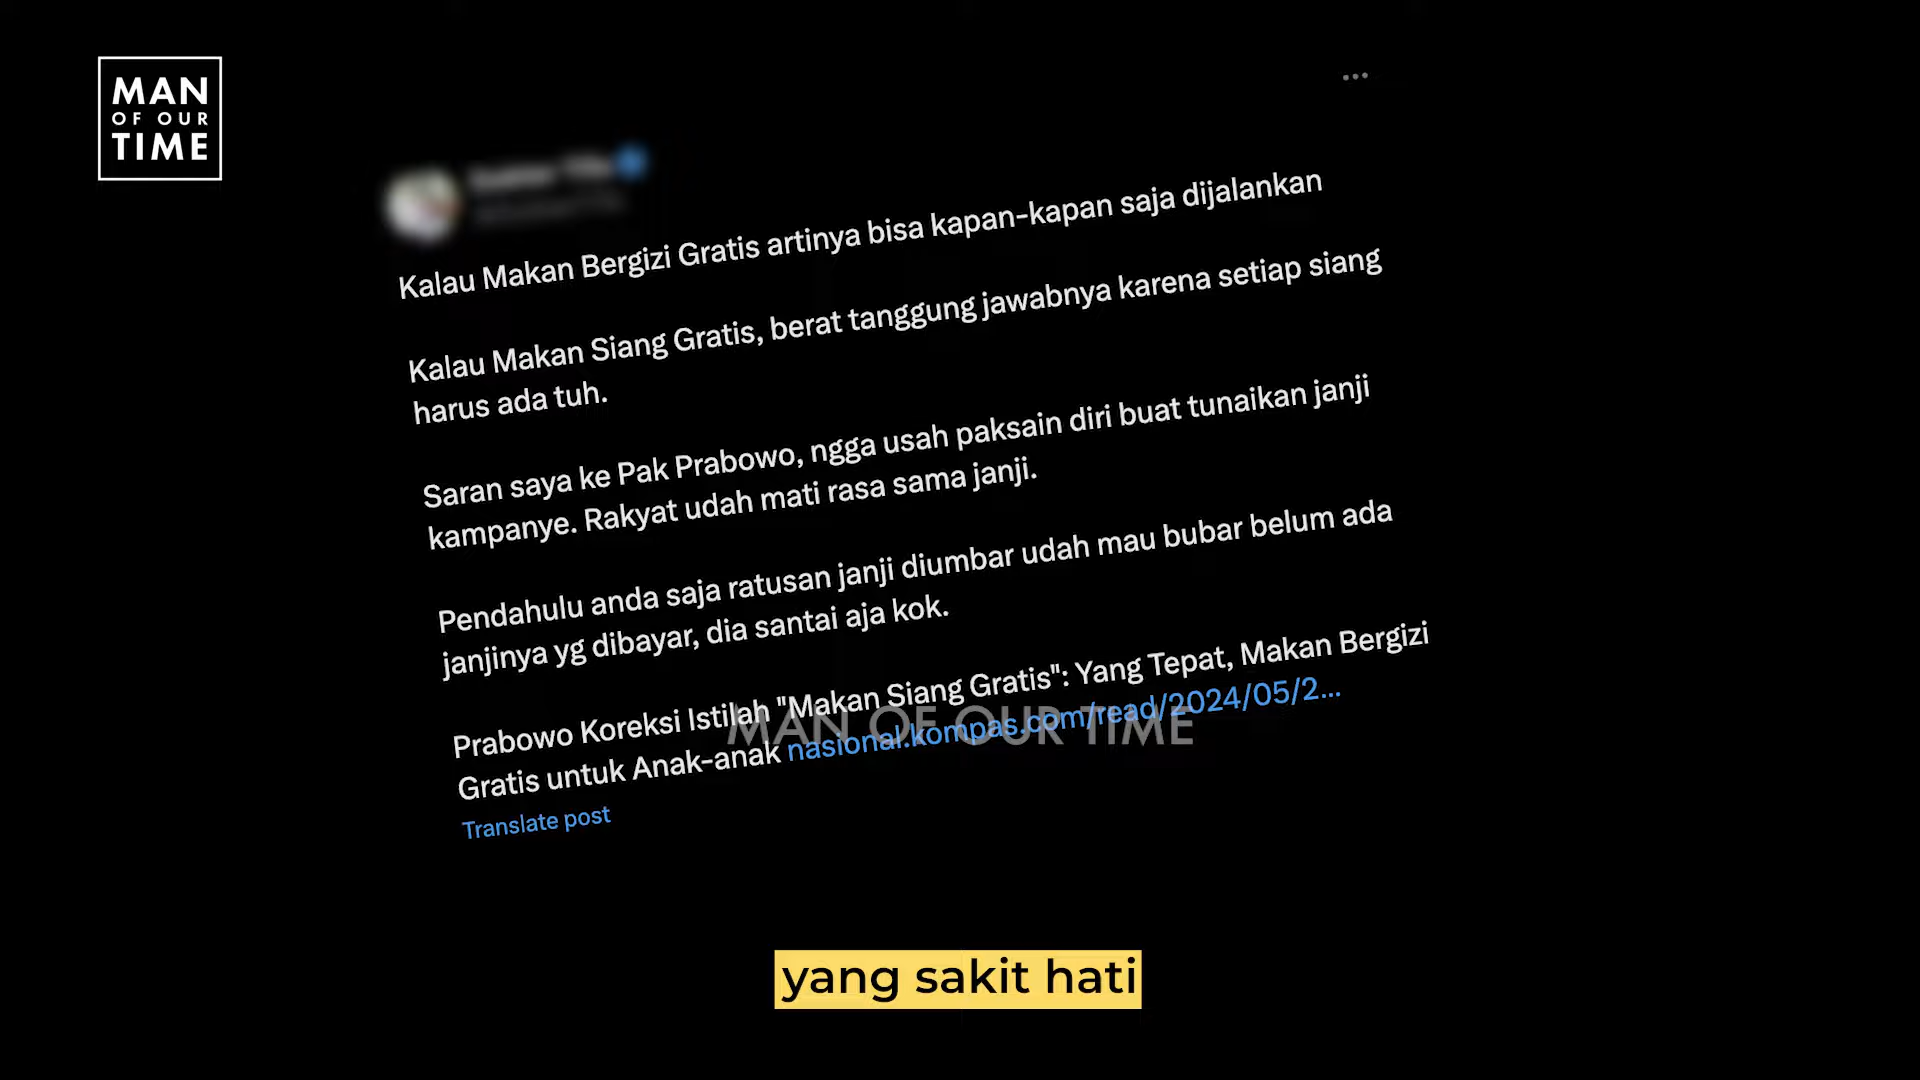 MAN
OF OUR
TIME
Kalau Makan Bergizi Gratis artinya bisa kapan-kapan saja dijalankan
Kalau Makan Siang Gratis, berat tanggung jawabnya karena setiap siang
harus ada tuh.
Saran saya ke Pak Prabowo, ngga usah paksain diri buat tunaikan janji
kampanye. Rakyat udah mati rasa sama janji.
Pendahulu anda saja ratusan janji diumbar udah mau bubar belum ada
janjinya yg dibayar, dia santai aja kok.
Prabowo Koreksi Istilah "Makan Siang Gratis": Yang Tepat, Makan Bergizi
Gratis untuk Anak-anak nasional.kompas.com/read/2024/05/2...
MAN OF OUR TIME
Translate post
yang sakit hati